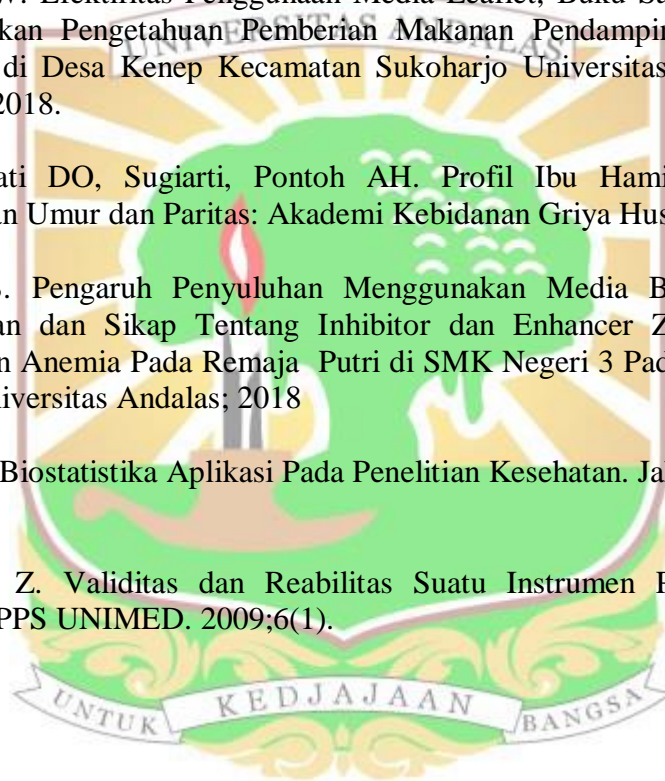 Efektifitas Penggunaan Media Leaflet, Buku
UNIVERSITAS ANDALAS
kan Pengetahuan Pemberian Makanan Pendampin
di Desa Kenep Kecamatan Sukoharjo Universitas
2018.
ati DO, Sugiarti, Pontoh AH. Profil Ibu Hami
an Umur dan Paritas: Akademi Kebidanan Griya Hus
Pengaruh Penyuluhan Menggunakan Media B
an dan Sikap Tentang Inhibitor dan Enhancer Z
n Anemia Pada Remaja Putri di SMK Negeri 3 Pad
niversitas Andalas; 2018
Biostatistika Aplikasi Pada Penelitian Kesehatan. Ja
Z. Validitas dan Reabilitas Suatu Instrumen P
PPS UNIMED. 2009;6(1).
UNTUK KEDJAJAAN BANGSA